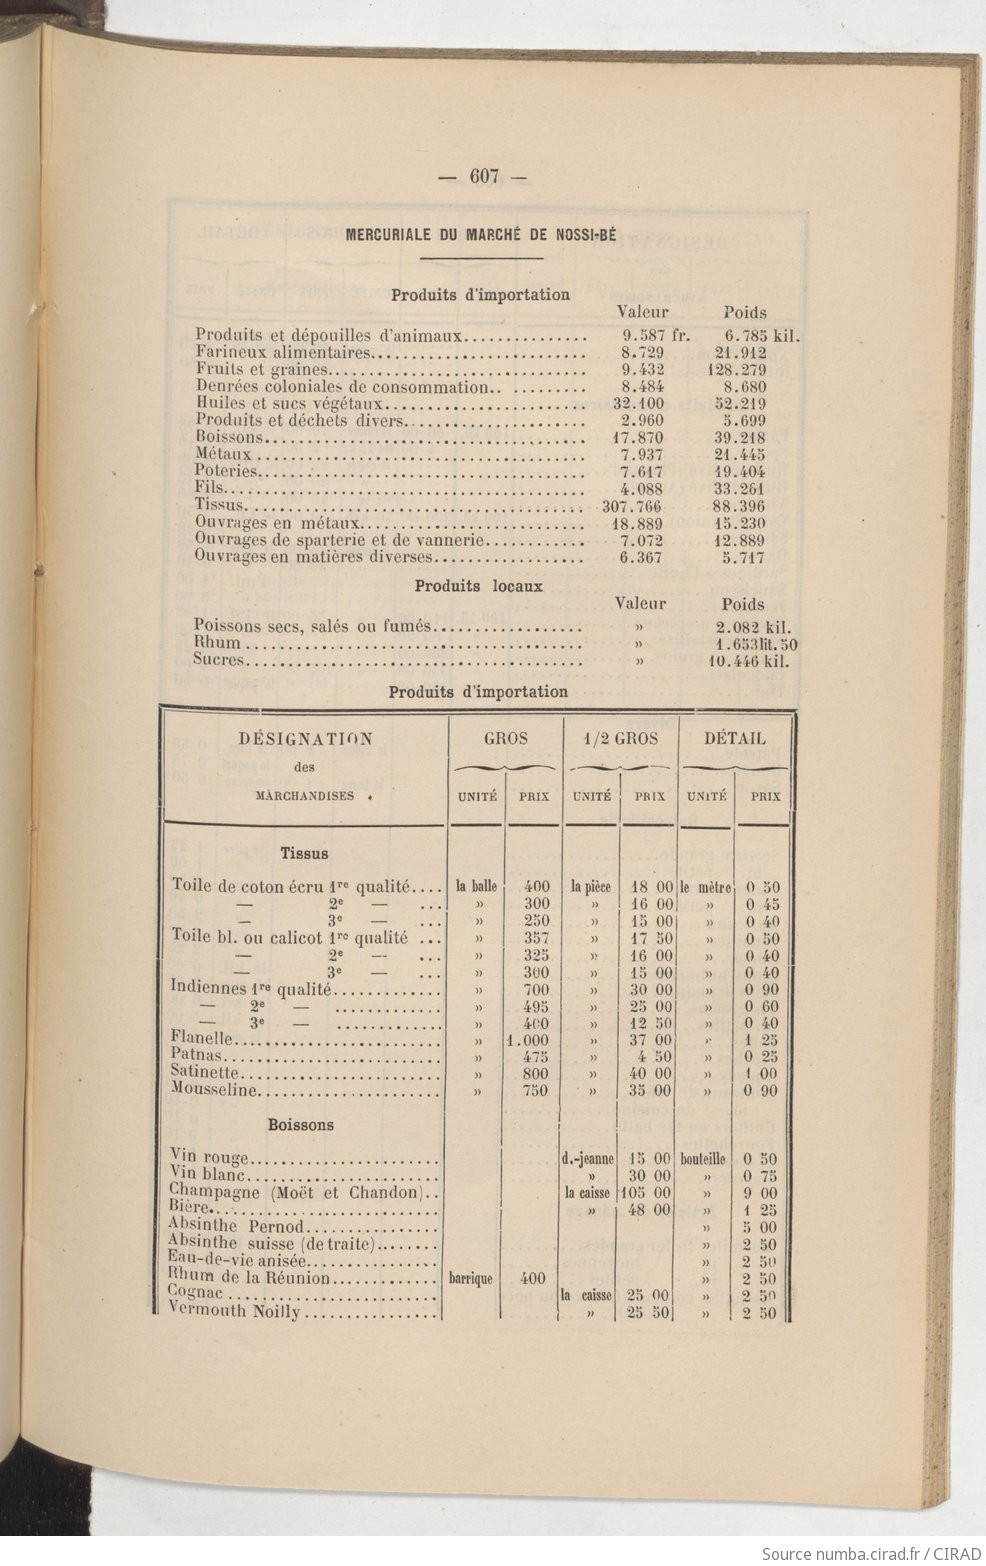 — 607 —
MERCURIALE DU MARCHÉ DE NOSSI-BÉ
Produits d'importation
Valeur Poids
Produits et dépouilles d'animaux............... 9.587 fr. 6.785 kil.
Farineux alimentaires........................... 8.729 21.912
Fruits et graines................................ 9.432 128.279
Denrées coloniales de consommation.. ......... 8.484 8.680
Huiles et sucs végétaux......................... 32.100 52.219
Produits et déchets divers...................... 2.960 5.699
Boissons........................................ 17.870 39.218
Métaux ......................................... 7.937 21.445
Poteries......................................... 7.617 19.404
Fils............................................. 4.088 33.261
Tissus........................................... 307.766 88.396
Ouvrages en métaux............................ 18.889 15.230
Ouvrages de sparterie et de vannerie............ 7.072 12.889
Ouvrages en matières diverses.................. 6.367 5.717
Produits locaux
Valeur Poids
Poissons secs, salés ou fumés.................. » 2.082 kil.
Rhum .......................................... » 1.653 lit. 50
Sucres.......................................... » 10.446 kil.
Produits d'importation
DÉSIGNATION GROS 1/2 GROS DÉTAIL
des
MARCHANDISES UNITÉ PRIX UNITÉ PRIX UNITÉ PRIX
Tissus
Toile de coton écru 1re qualité.... la balle 400 la pièce 18 00 le mètre 0 50
— 2e — ... » 300 » 16 00 » 0 45
— 3e — ... » 250 » 15 00 » 0 40
Toile bl. ou calicot 1re qualité ... » 357 » 17 50 » 0 50
— 2e — ... » 325 » 16 00 » 0 40
— 3e — ... » 300 » 15 00 » 0 40
Indiennes 1re qualité............. » 700 » 30 00 » 0 90
— 2e — ............. » 495 » 25 00 » 0 60
— 3e — ............. » 400 » 12 50 » 0 40
Flanelle.......................... » 1.000 » 37 00 » 1 25
Patnas........................... » 475 » 4 50 » 0 25
Satinette......................... » 800 » 40 00 » 1 00
Mousseline....................... » 750 » 35 00 » 0 90
Boissons
Vin rouge........................ d.-jeanne 15 00 bouteille 0 50
Vin blanc........................ » 30 00 » 0 75
Champagne (Moët et Chandon).. la caisse 105 00 » 9 00
Bière............................. » 48 00 » 1 25
Absinthe Pernod................. » 5 00
Absinthe suisse (de traite)........ » 2 50
Eau-de-vie anisée................ » 2 50
Rhum de la Réunion............. barrique 400 » 2 50
Cognac .......................... la caisse 25 00 » 2 50
Vermouth Noilly ................. » 25 50 » 2 50
Source numba.cirad.fr / CIRAD